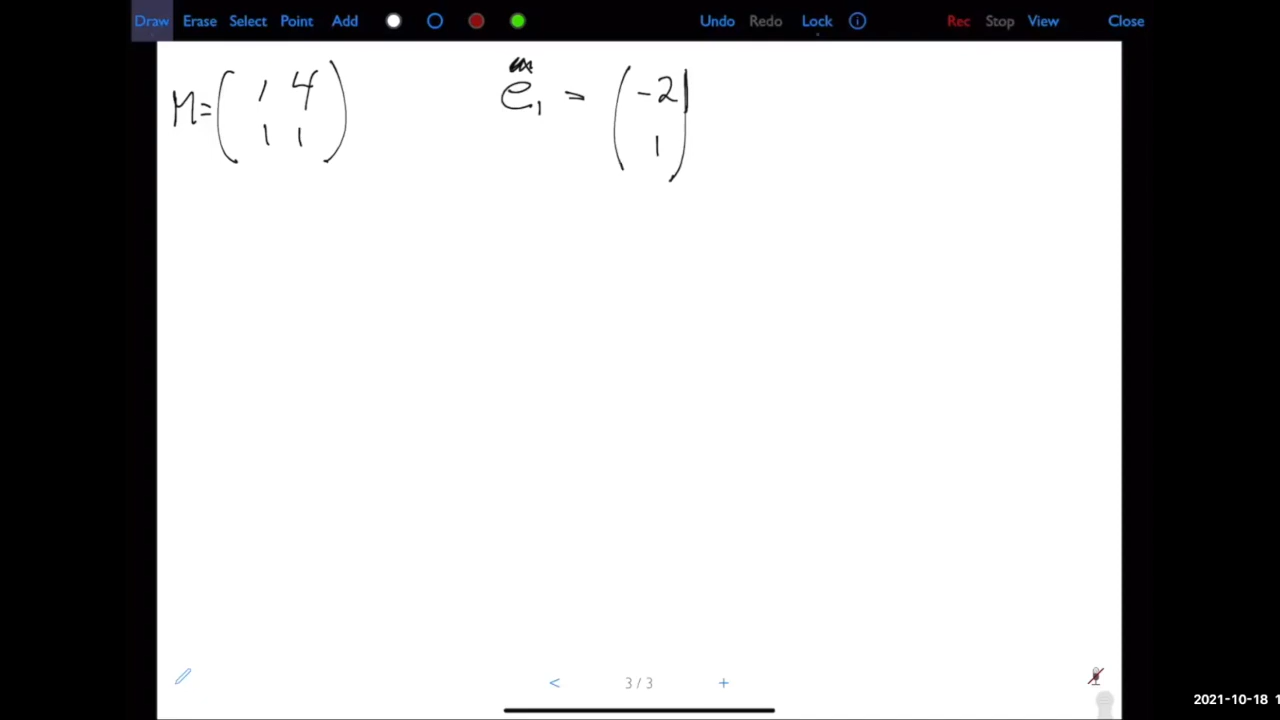 Draw Erase Select Point Add Undo Redo Lock Rec Stop View Close
M = ( 1 4 e₁ = ( -2 )
1 1 ) 1
< 3 / 3 +
2021-10-18 1